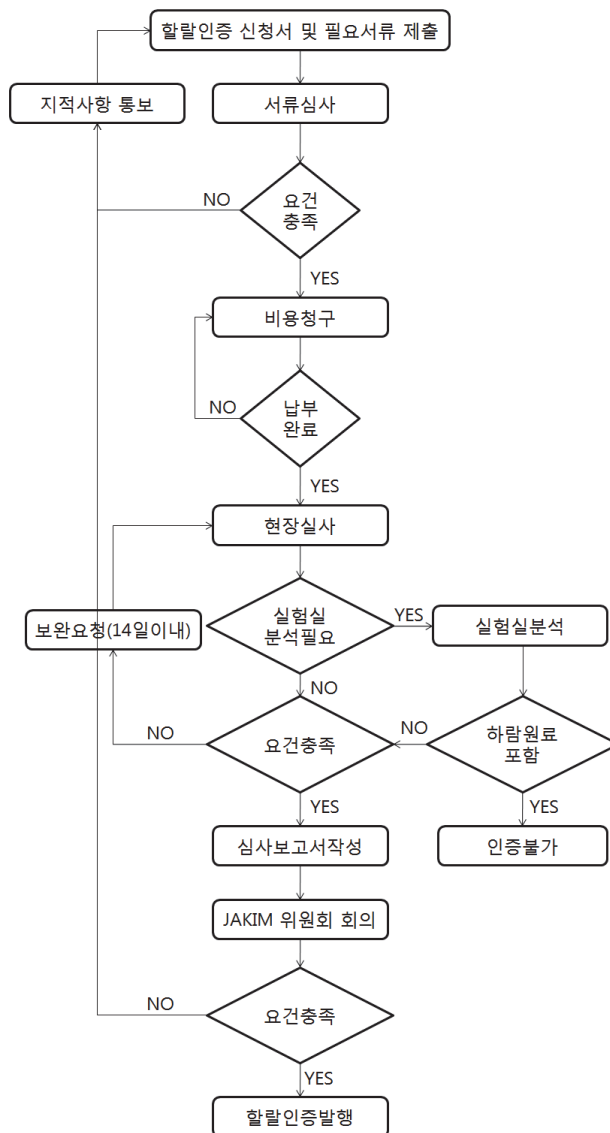 할랄인증 신청서 및 필요서류 제출
지적사항 통보
서류심사
NO
요건
충족
YES
비용청구
NO
납부
완료
YES
현장실사
보완요청(14일이내)
실험실
분석필요
YES
실험실분석
NO
NO
요건충족
NO
하람원료
포함
YES
YES
심사보고서작성
인증불가
JAKIM 위원회 회의
NO
요건충족
YES
할랄인증발행